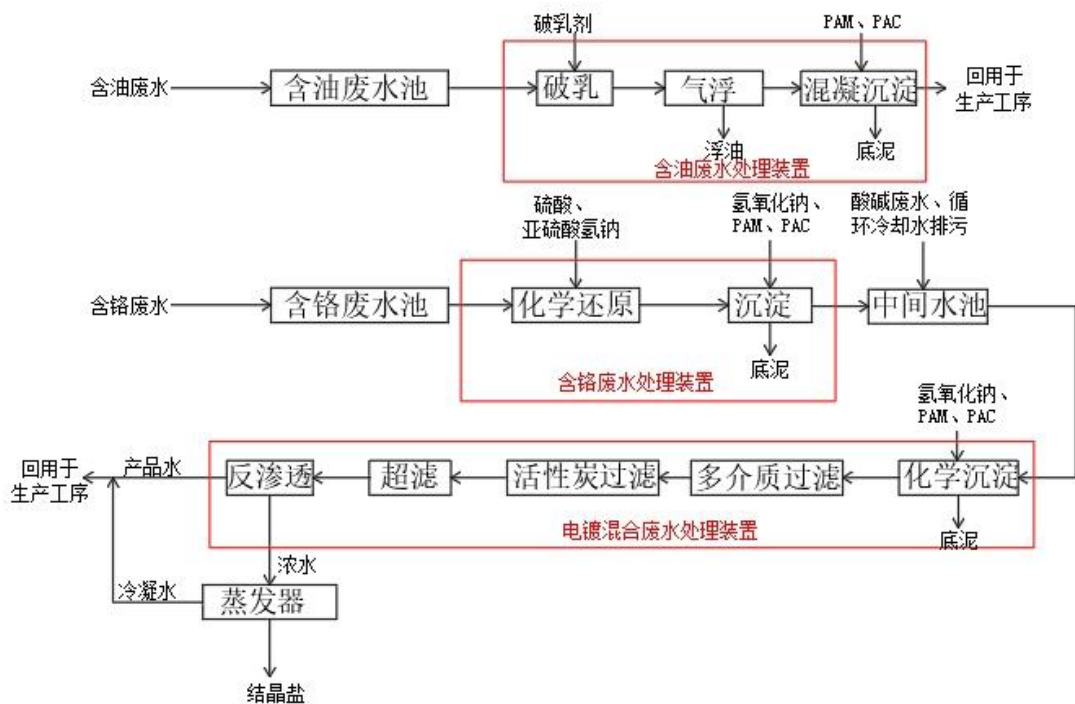 破乳剂
PAM、PAC
含油废水
含油废水池
破乳
气浮
混凝沉淀
回用于
生产工序
浮油
底泥
含油废水处理装置
硫酸、
亚硫酸氢钠
氢氧化钠、
PAM、PAC
酸碱废水、循
环冷却水排污
含铬废水
含铬废水池
化学还原
沉淀
中间水池
底泥
含铬废水处理装置
氢氧化钠、
PAM、PAC
回用于
生产工序
产品水
反渗透
超滤
活性炭过滤
多介质过滤
化学沉淀
电镀混合废水处理装置
底泥
浓水
冷凝水
蒸发器
结晶盐